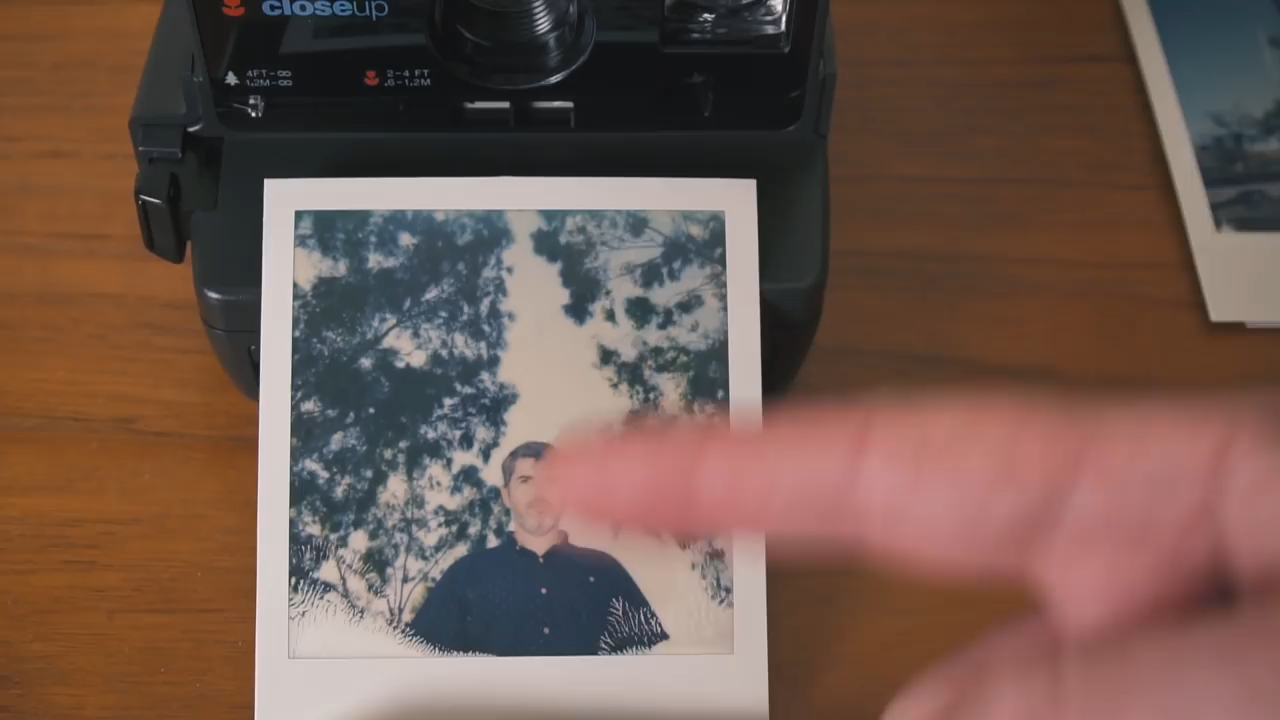 closeup
4FT-∞
1.2M-∞
2-4 FT
.6-1.2M